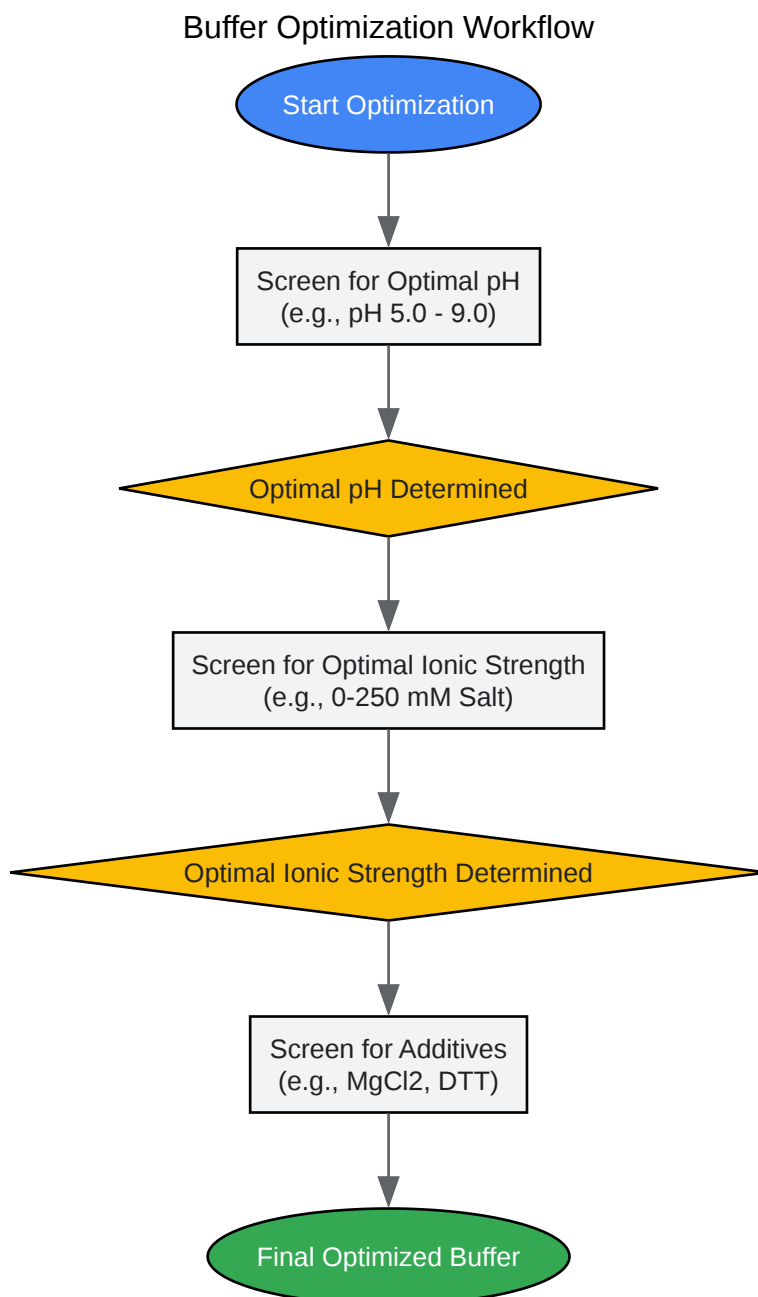 Buffer Optimization Workflow
Start Optimization
Screen for Optimal pH
(e.g., pH 5.0 - 9.0)
Optimal pH Determined
Screen for Optimal Ionic Strength
(e.g., 0-250 mM Salt)
Optimal Ionic Strength Determined
Screen for Additives
(e.g., MgCl2, DTT)
Final Optimized Buffer